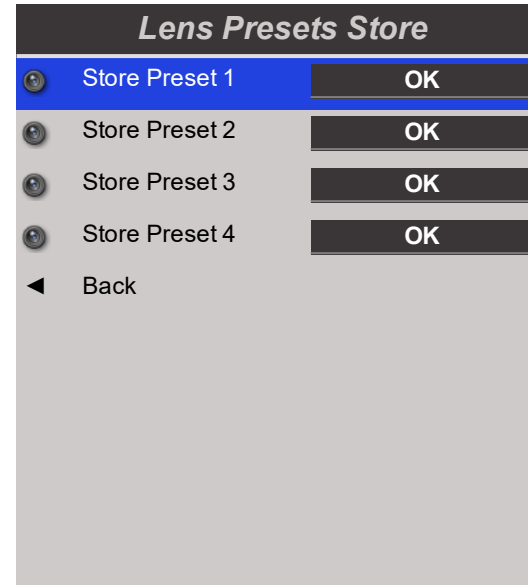 Lens Presets Store
Store Preset 1 OK
Store Preset 2 OK
Store Preset 3 OK
Store Preset 4 OK
Back